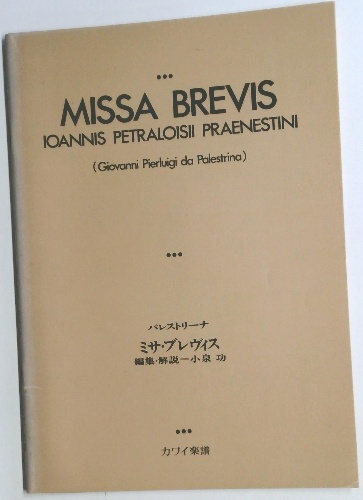 MISSA BREVIS
IOANNIS PETRALOISII PRAENESTINI
(Giovanni Pierluigi da Palestrina)
パレストリーナ
ミサ・ブレヴィス
編集・解説ー小泉 功
カワイ楽譜